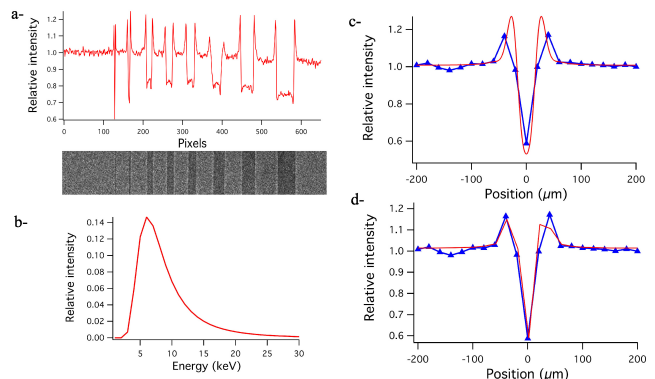 a-
Relative intensity
1.2
1.1
1.0
0.9
0.8
0.7
0.6
0 100 200 300 400 500 600
Pixels
b-
Relative intensity
0.14
0.12
0.10
0.08
0.06
0.04
0.02
0.00
5 10 15 20 25 30
Energy (keV)
c-
Relative intensity
1.2
1.0
0.8
0.6
-200 -100 0 100 200
Position (µm)
d-
Relative intensity
1.2
1.1
1.0
0.9
0.8
0.7
0.6
-200 -100 0 100 200
Position (µm)